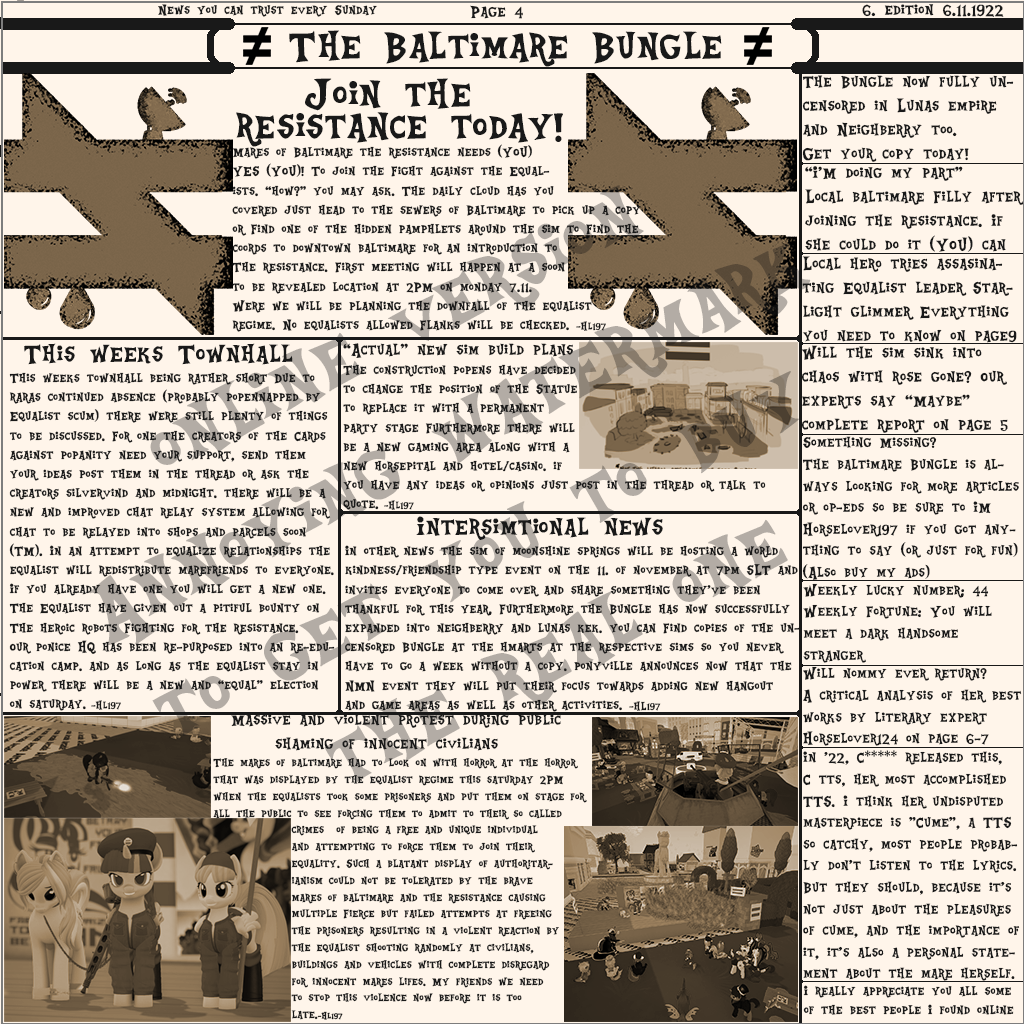 News you can trust every Sunday
Page 4
6. Edition 6.11.1922
≠ The Baltimare Bungle ≠
Join the
Resistance today!
Mares of Baltimare the resistance needs (You)
YES (You)! To join the fight against the Equal-
ists. "How?" you may ask. The daily cloud has you
covered just head to the sewers of Baltimare to pick up a copy
or find one of the hidden pamphlets around the sim to find the
coords to downtown Baltimare for an introduction to
the resistance. First meeting will happen at a soon
to be revealed location at 2PM on Monday 7.11.
Were we will be planning the downfall of the equalist
regime. No equalists allowed flanks will be checked. -HL197
This weeks Townhall
This weeks townhall being rather short due to
Raras continued absence (probably popennapped by
equalist scum) there were still plenty of things
to be discussed. For one the creators of the Cards
against Popanity need your support, send them
your ideas post them in the thread or ask the
creators Silvervind and Midnight. There will be a
new and improved chat relay system allowing for
chat to be relayed into shops and parcels soon
(TM). In an attempt to equalize relationships the
equalist will redistribute marefriends to everyone.
If you already have one you will get a new one.
The equalist have given out a pitiful bounty on
the heroic robots fighting for the resistance.
Our ponice HQ has been re-purposed into an re-edu-
cation camp. And as long as the equalist stay in
power there will be a new and "equal" election
on saturday. -HL197
"Actual" new sim build plans
The construction popens have decided
to change the position of the Statue
to replace it with a permanent
party stage furthermore there will
be a new gaming area along with a
new Horsepital and Hotel/Casino. If
you have any ideas or opinions just post in the thread or talk to
Quote. -HL197
Intersimtional News
In other news the sim of Moonshine Springs will be hosting a world
kindness/friendship type event on the 11. of november at 7PM SLT and
invites everyone to come over and share something they've been
thankful for this year. Furthermore the Bungle has now successfully
expanded into Neighberry and Lunas kek. You can find copies of the un-
censored Bungle at the Hmarts at the respective sims so you never
have to go a week without a copy. Ponyville announces now that the
NMN event they will put their focus towards adding new hangout
and game areas as well as other activities. -HL197
Massive and violent protest during public
shaming of innocent civilians
The mares of Baltimare had to look on with horror at the horror
that was displayed by the equalist regime this saturday 2PM
when the equalists took some prisoners and put them on stage for
all the public to see forcing them to admit to their so called
crimes of being a free and unique individual
and attempting to force them to join their
equality. Such a blatant display of authoritar-
ianism could not be tolerated by the brave
mares of Baltimare and the resistance causing
multiple fierce but failed attempts at freeing
the prisoners resulting in a violent reaction by
the equalist shooting randomly at civilians,
buildings and vehicles with complete disregard
for innocent mares lifes. My friends we need
to stop this violence now before it is too
late.-HL197
The Bungle now fully un-
censored in Lunas empire
and Neighberry too.
Get your copy today!
"I'm doing my part"
Local Baltimare Filly after
joining the resistance. If
she could do it (You) can
Local hero tries assasina-
ting Equalist leader Star-
light Glimmer. Everything
you need to know on page9
Will the sim sink into
chaos with Rose gone? Our
experts say "maybe"
complete report on page 5
Something missing?
The Baltimare Bungle is al-
ways looking for more articles
or op-eds so be sure to im
Horselover197 if you got any-
thing to say (or just for fun)
(Also buy my ads)
Weekly lucky number: 44
Weekly fortune: You will
meet a dark handsome
stranger
Will Nommy ever return?
A critical analysis of her best
works by literary expert
Horselover124 on page 6-7
In '22, C***** released this,
C TTS, her most accomplished
TTS. I think her undisputed
masterpiece is "Cume", a TTS
so catchy, most people probab-
ly don't listen to the lyrics.
But they should, because it's
not just about the pleasures
of cume, and the importance of
it, it's also a personal state-
ment about the mare herself.
I really appreciate you all some
of the best people I found online
Online version
Annoying watermark
to get you to buy
the real one